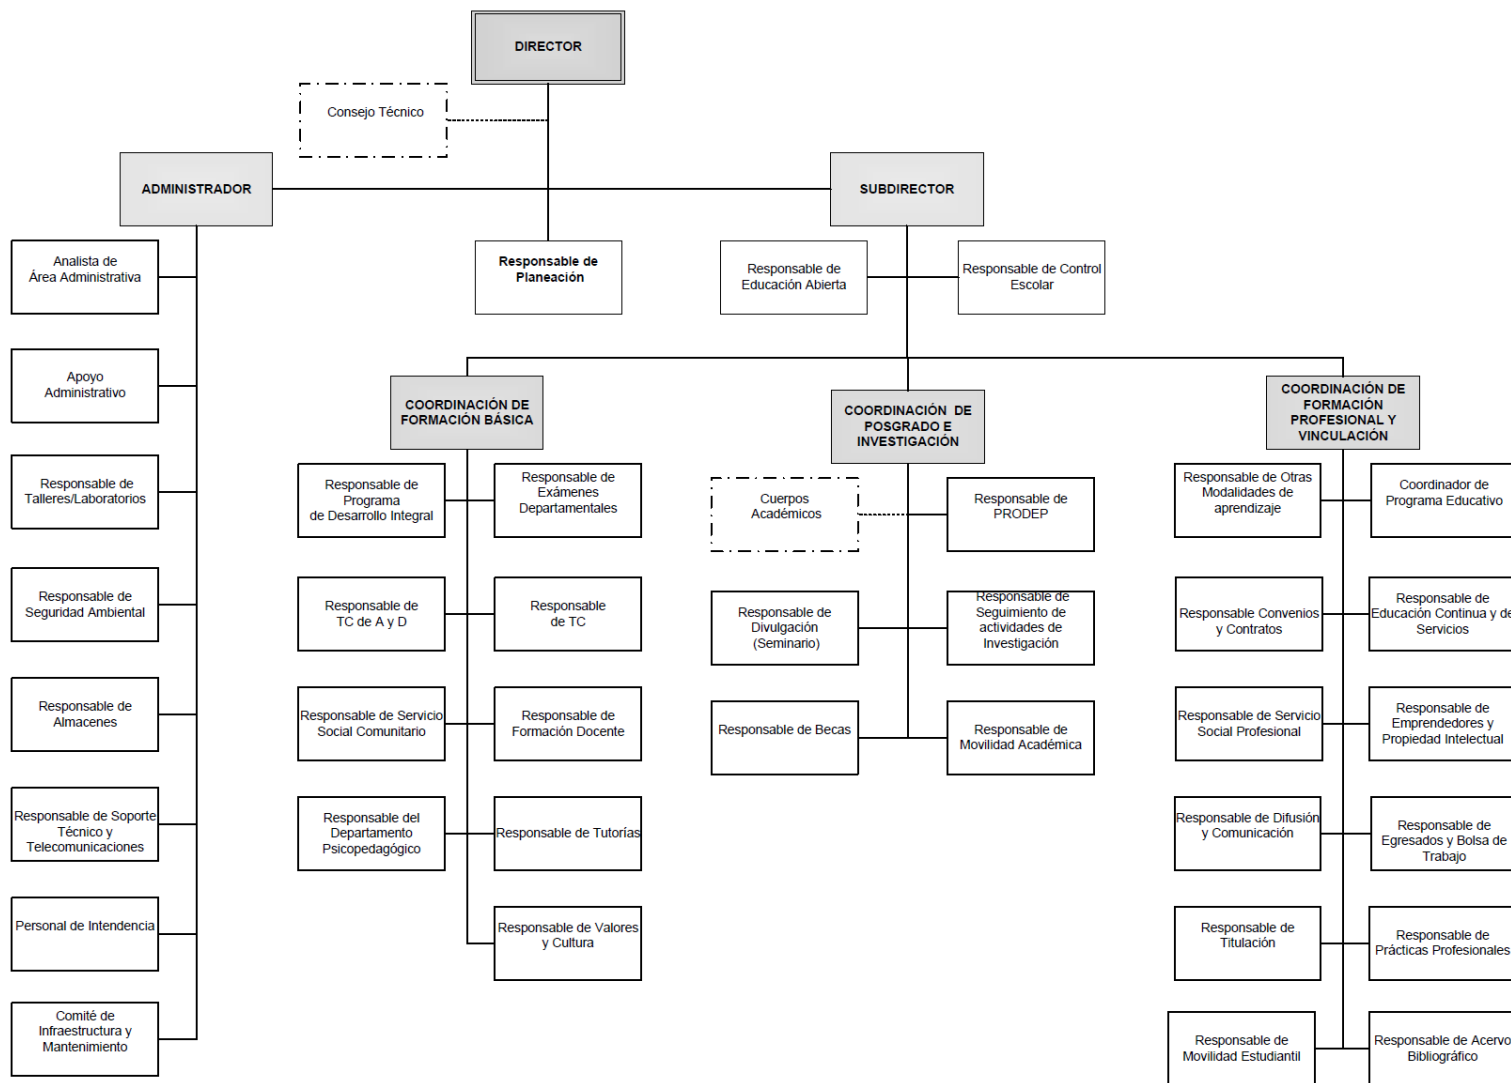 DIRECTOR
Consejo Técnico
ADMINISTRADOR
SUBDIRECTOR
Analista de
Área Administrativa
Responsable de
Planeación
Responsable de
Educación Abierta
Responsable de Control
Escolar
Apoyo
Administrativo
Responsable de
Talleres/Laboratorios
Responsable de
Seguridad Ambiental
Responsable de
Almacenes
Responsable de Soporte
Técnico y
Telecomunicaciones
Personal de Intendencia
Comité de
Infraestructura y
Mantenimiento
COORDINACIÓN DE
FORMACIÓN BÁSICA
Responsable de
Programa
de Desarrollo Integral
Responsable de
Exámenes
Departamentales
Responsable de
TC de A y D
Responsable
de TC
Responsable de Servicio
Social Comunitario
Responsable de
Formación Docente
Responsable del
Departamento
Psicopedagógico
Responsable de Tutorías
Responsable de Valores
y Cultura
COORDINACIÓN DE
POSGRADO E
INVESTIGACIÓN
Cuerpos
Académicos
Responsable de
PRODEP
Responsable de
Divulgación
(Seminario)
Responsable de
Seguimiento de
actividades de
Investigación
Responsable de Becas
Responsable de
Movilidad Académica
COORDINACIÓN DE
FORMACIÓN
PROFESIONAL Y
VINCULACIÓN
Responsable de Otras
Modalidades de
aprendizaje
Coordinador de
Programa Educativo
Responsable Convenios
y Contratos
Responsable de
Educación Continua y de
Servicios
Responsable de Servicio
Social Profesional
Responsable de
Emprendedores y
Propiedad Intelectual
Responsable de Difusión
y Comunicación
Responsable de
Egresados y Bolsa de
Trabajo
Responsable de
Titulación
Responsable de
Prácticas Profesionales
Responsable de
Movilidad Estudiantil
Responsable de Acervo
Bibliográfico